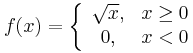 f(x) = { √x, x ≥ 0
0, x < 0